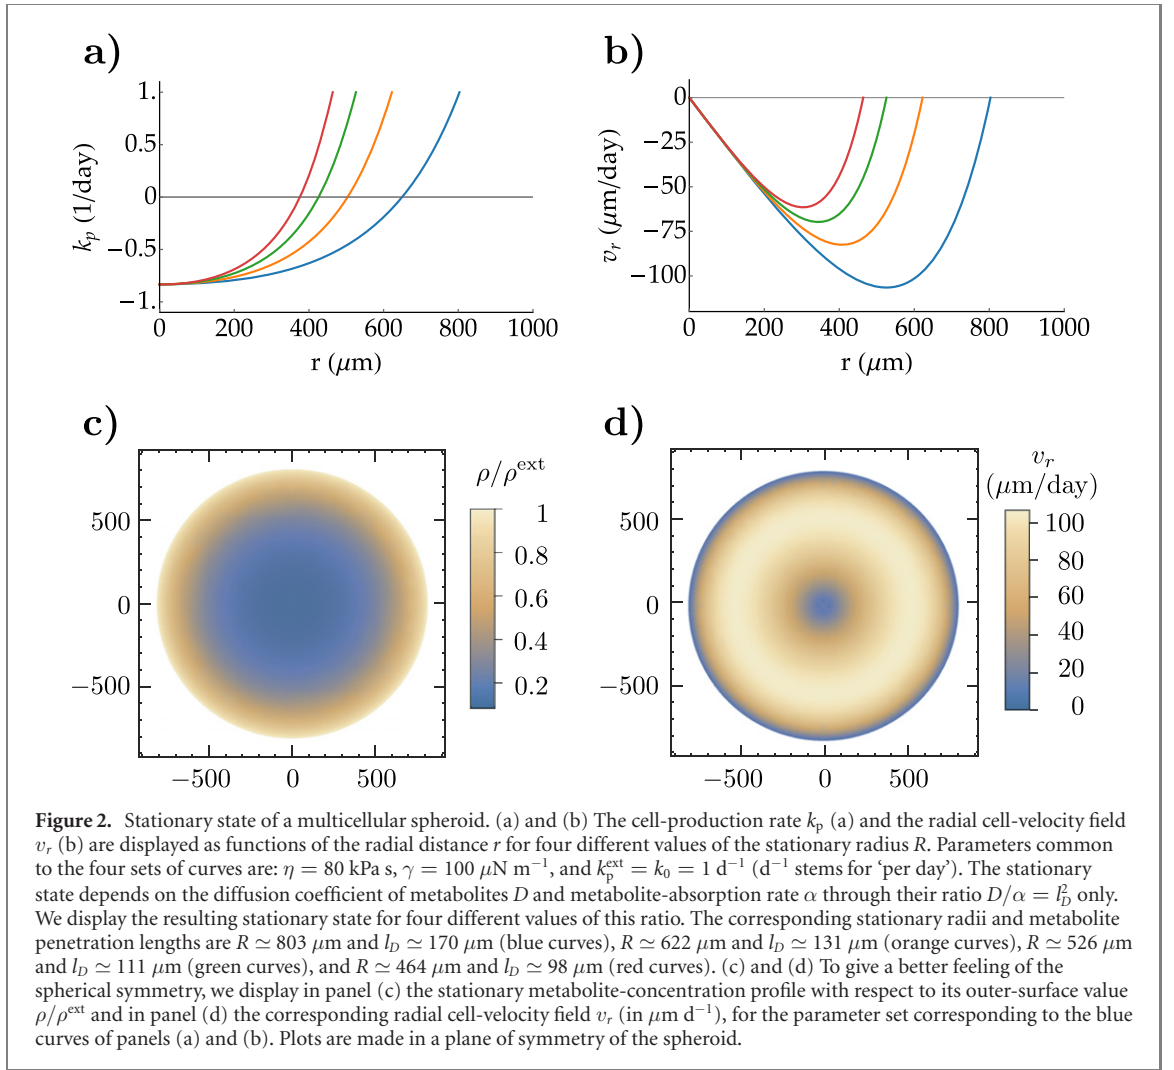 a)
b)
1.
0.5
0
−0.5
−1.
k_p (1/day)
0 200 400 600 800 1000
r (μm)
0
−25
−50
−75
−100
v_r (μm/day)
0 200 400 600 800 1000
r (μm)
c)
d)
500
0
−500
−500 0 500
ρ/ρ^ext
1
0.8
0.6
0.4
0.2
500
0
−500
−500 0 500
v_r
(μm/day)
100
80
60
40
20
0
Figure 2. Stationary state of a multicellular spheroid. (a) and (b) The cell-production rate k_p (a) and the radial cell-velocity field
v_r (b) are displayed as functions of the radial distance r for four different values of the stationary radius R. Parameters common
to the four sets of curves are: η = 80 kPa s, γ = 100 μN m⁻¹, and k_p^ext = k₀ = 1 d⁻¹ (d⁻¹ stems for ‘per day’). The stationary
state depends on the diffusion coefficient of metabolites D and metabolite-absorption rate α through their ratio D/α = l_D² only.
We display the resulting stationary state for four different values of this ratio. The corresponding stationary radii and metabolite
penetration lengths are R ≃ 803 μm and l_D ≃ 170 μm (blue curves), R ≃ 622 μm and l_D ≃ 131 μm (orange curves), R ≃ 526 μm
and l_D ≃ 111 μm (green curves), and R ≃ 464 μm and l_D ≃ 98 μm (red curves). (c) and (d) To give a better feeling of the
spherical symmetry, we display in panel (c) the stationary metabolite-concentration profile with respect to its outer-surface value
ρ/ρ^ext and in panel (d) the corresponding radial cell-velocity field v_r (in μm d⁻¹), for the parameter set corresponding to the blue
curves of panels (a) and (b). Plots are made in a plane of symmetry of the spheroid.